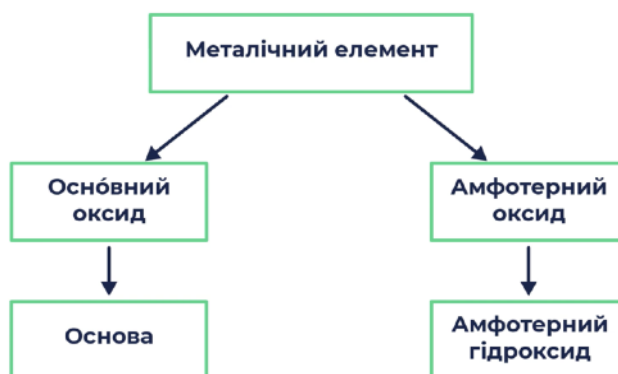 Металічний елемент
Осно́вний
оксид
Амфотерний
оксид
Основа
Амфотерний
гідроксид